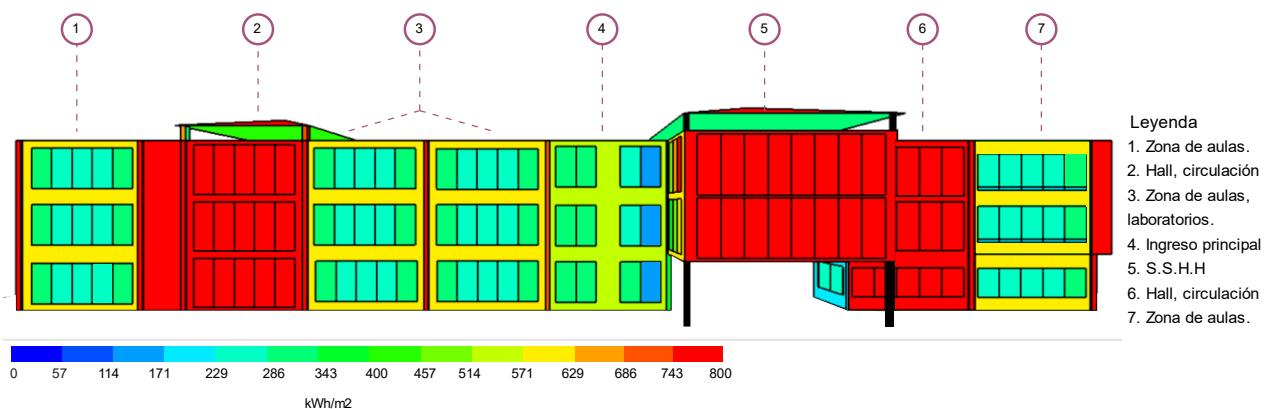 1 2 3 4 5 6 7
Leyenda
1. Zona de aulas.
2. Hall, circulación
3. Zona de aulas,
laboratorios.
4. Ingreso principal
5. S.S.H.H
6. Hall, circulación
7. Zona de aulas.
0 57 114 171 229 286 343 400 457 514 571 629 686 743 800
kWh/m2